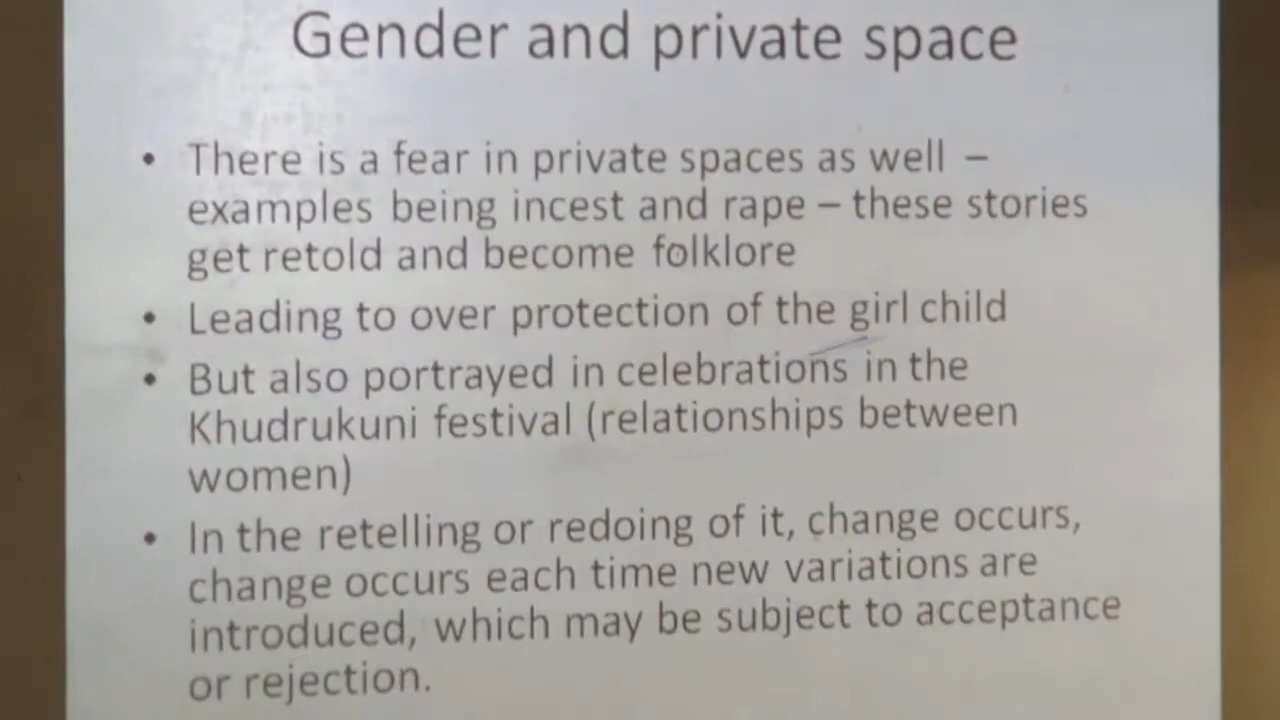 Gender and private space
• There is a fear in private spaces as well –
examples being incest and rape – these stories
get retold and become folklore
• Leading to over protection of the girl child
• But also portrayed in celebrations in the
Khudrukuni festival (relationships between
women)
• In the retelling or redoing of it, change occurs,
change occurs each time new variations are
introduced, which may be subject to acceptance
or rejection.